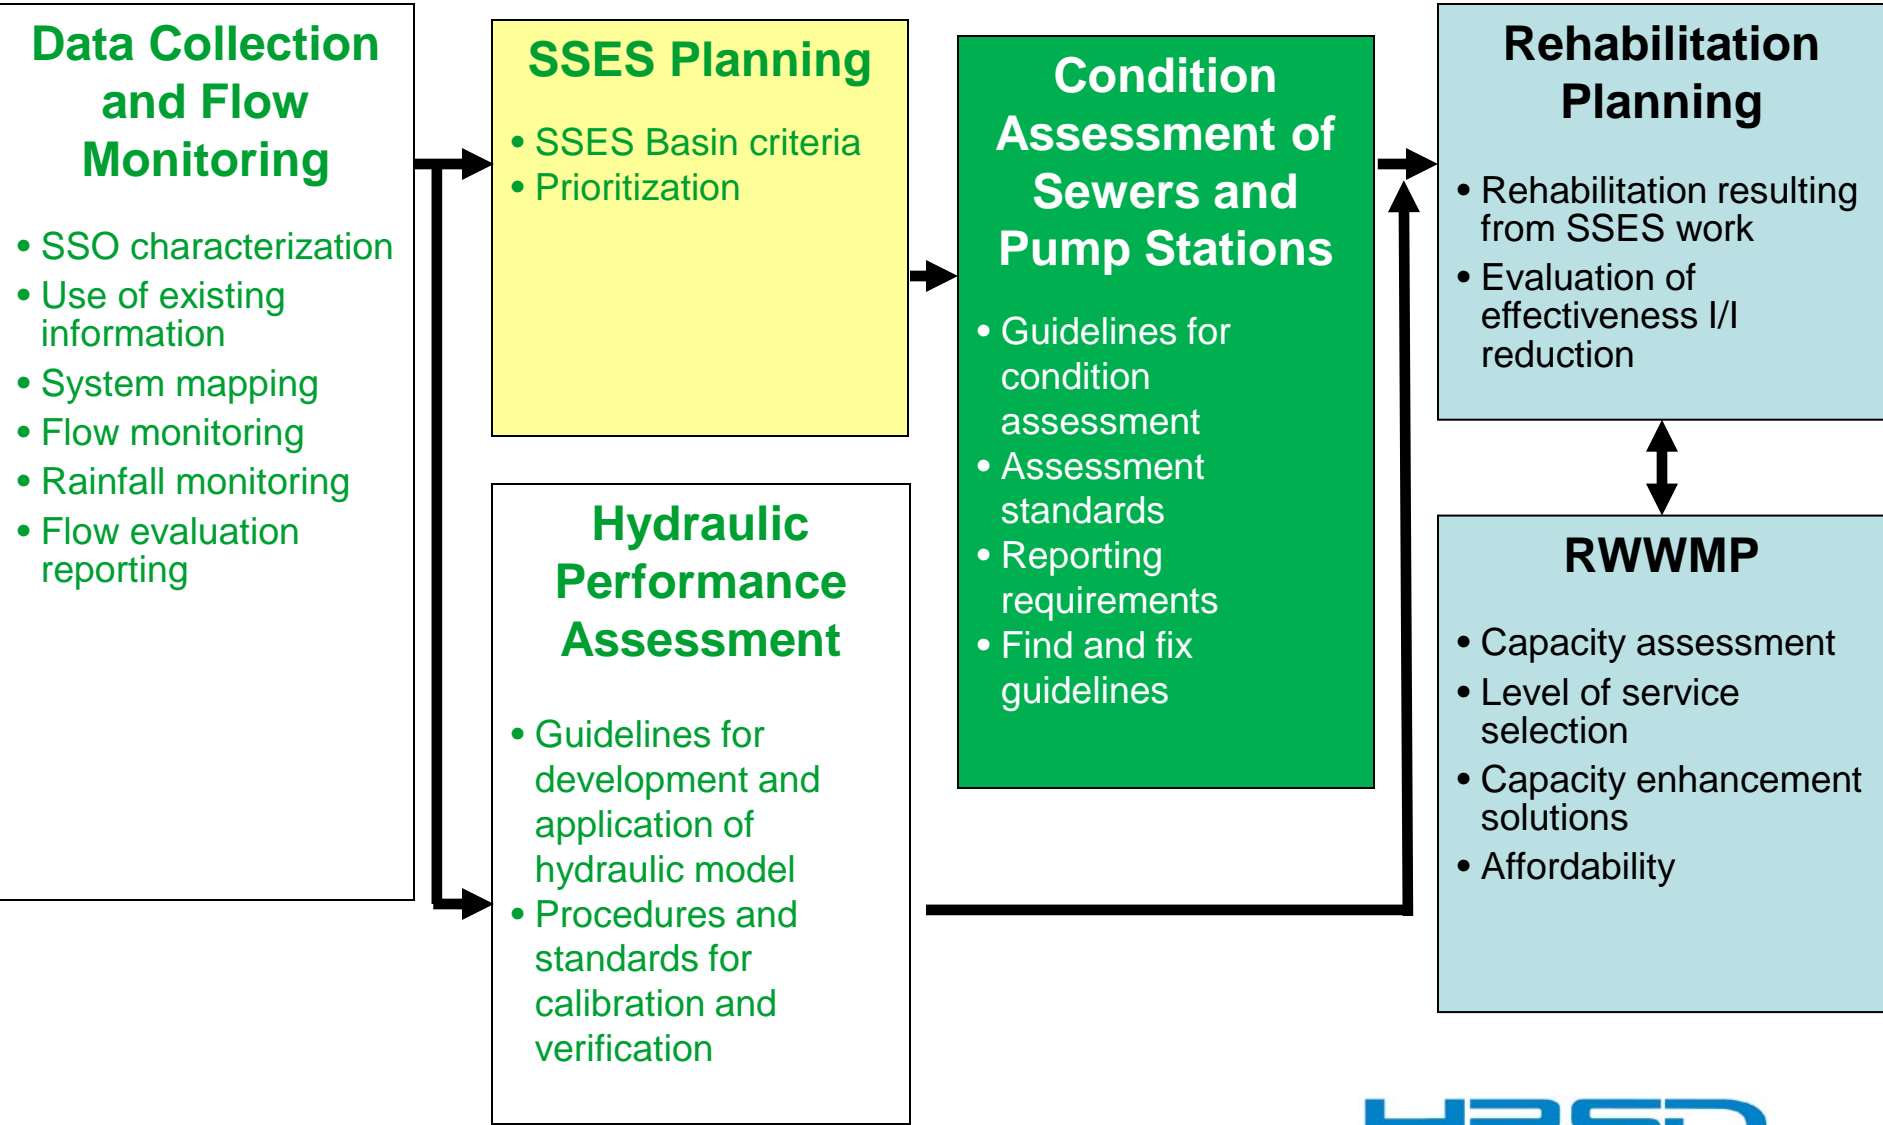 Data Collection
and Flow
Monitoring
• SSO characterization
• Use of existing
information
• System mapping
• Flow monitoring
• Rainfall monitoring
• Flow evaluation
reporting
SSES Planning
• SSES Basin criteria
• Prioritization
Hydraulic
Performance
Assessment
• Guidelines for
development and
application of
hydraulic model
• Procedures and
standards for
calibration and
verification
Condition
Assessment of
Sewers and
Pump Stations
• Guidelines for
condition
assessment
• Assessment
standards
• Reporting
requirements
• Find and fix
guidelines
Rehabilitation
Planning
• Rehabilitation resulting
from SSES work
• Evaluation of
effectiveness I/I
reduction
RWWMP
• Capacity assessment
• Level of service
selection
• Capacity enhancement
solutions
• Affordability